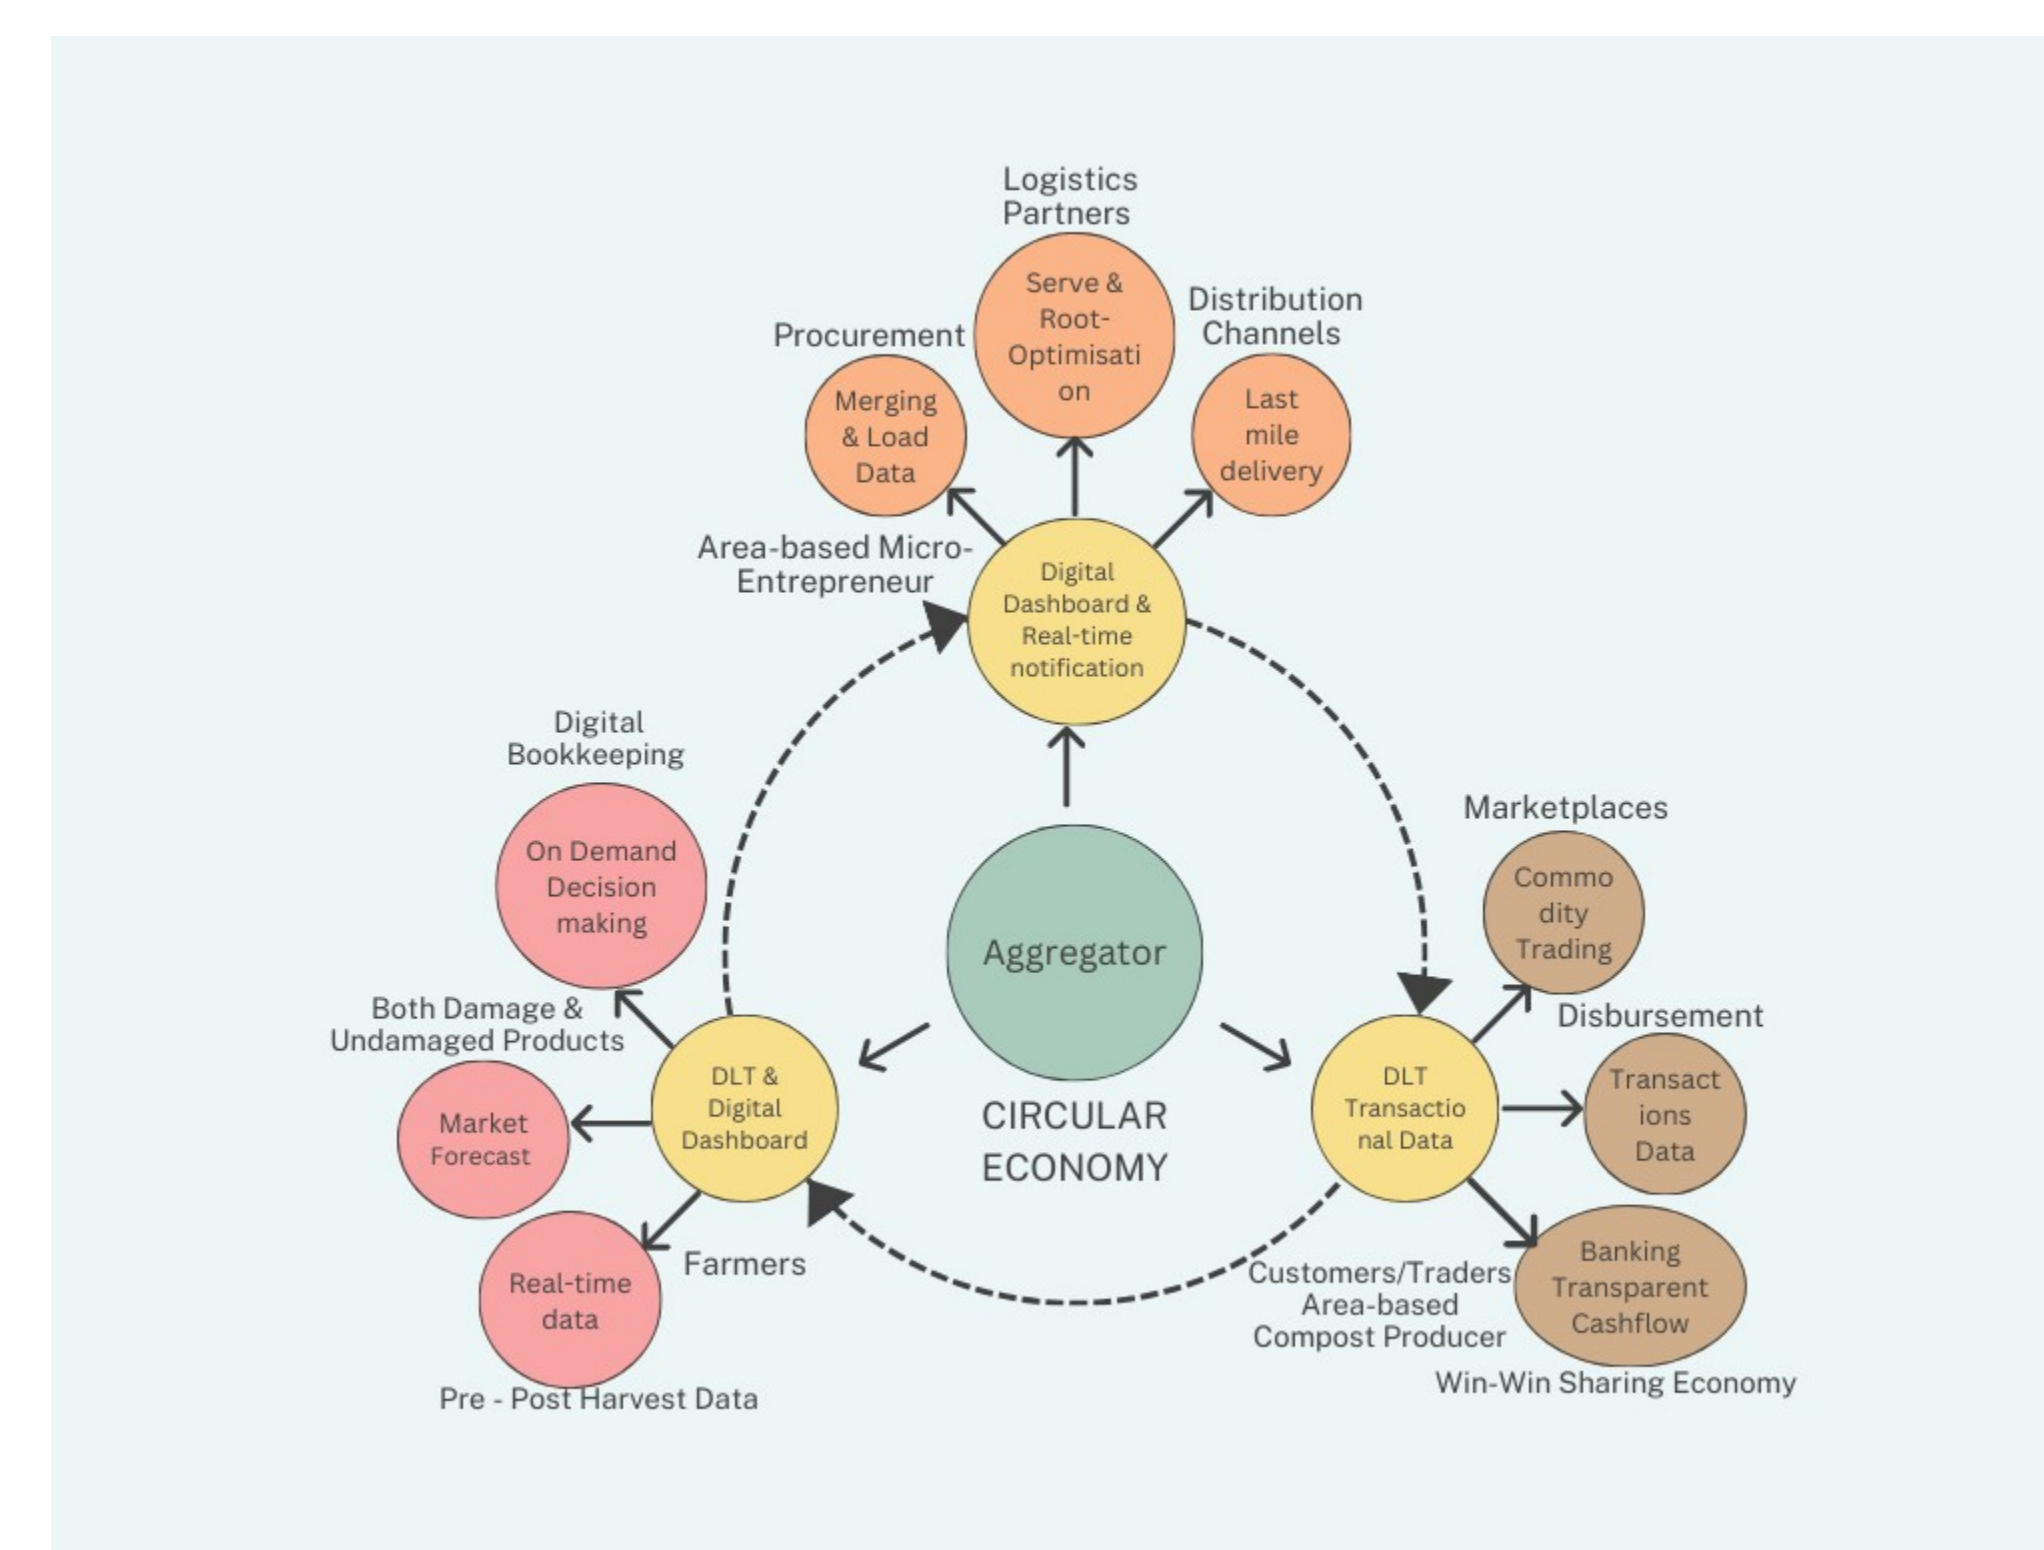 Logistics
Partners
Serve &
Root-
Optimisati
on
Distribution
Channels
Last
mile
delivery
Procurement
Merging
& Load
Data
Area-based Micro-
Entrepreneur
Digital
Dashboard &
Real-time
notification
Digital
Bookkeeping
On Demand
Decision
making
Both Damage &
Undamaged Products
Market
Forecast
DLT &
Digital
Dashboard
Real-time
data
Farmers
Pre - Post Harvest Data
Aggregator
CIRCULAR
ECONOMY
Marketplaces
Commo
dity
Trading
Disbursement
Transact
ions
Data
DLT
Transactio
nal Data
Banking
Transparent
Cashflow
Customers/Traders
Area-based
Compost Producer
Win-Win Sharing Economy